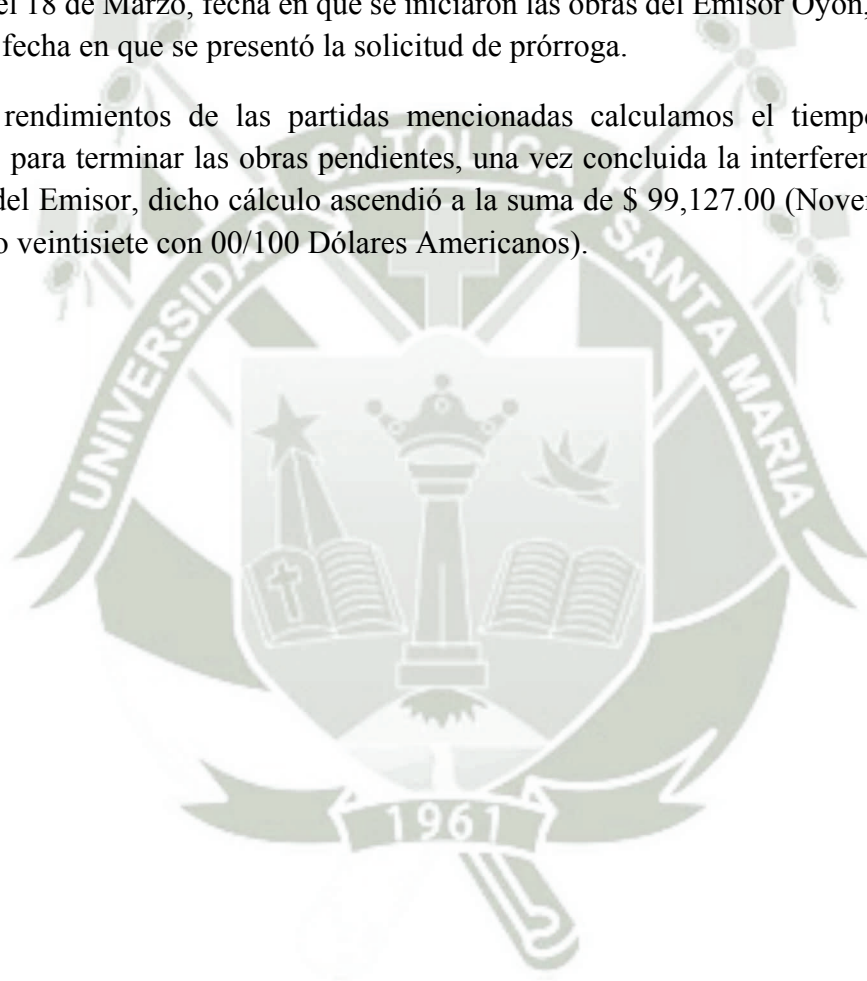 el 18 de Marzo, fecha en que se iniciaron las obras del Emisor Oyón,
fecha en que se presentó la solicitud de prórroga.
rendimientos de las partidas mencionadas calculamos el tiempo
para terminar las obras pendientes, una vez concluida la interferen
del Emisor, dicho cálculo ascendió a la suma de $ 99,127.00 (Nove
o veintisiete con 00/100 Dólares Americanos).
UNIVERSIDA CATOLICA SANTA MARIA
1961